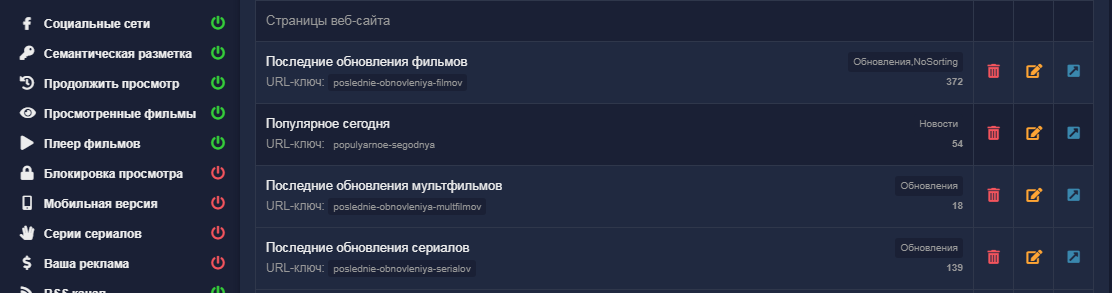 Социальные сети
Семантическая разметка
Продолжить просмотр
Просмотренные фильмы
Плеер фильмов
Блокировка просмотра
Мобильная версия
Серии сериалов
Ваша реклама
RSS канал
Страницы веб-сайта
Последние обновления фильмов
URL-ключ: poslednie-obnovleniya-filmov
Обновления,NoSorting
372
Популярное сегодня
URL-ключ: populyarnoe-segodnya
Новости
54
Последние обновления мультфильмов
URL-ключ: poslednie-obnovleniya-multfilmov
Обновления
18
Последние обновления сериалов
URL-ключ: poslednie-obnovleniya-serialov
Обновления
139